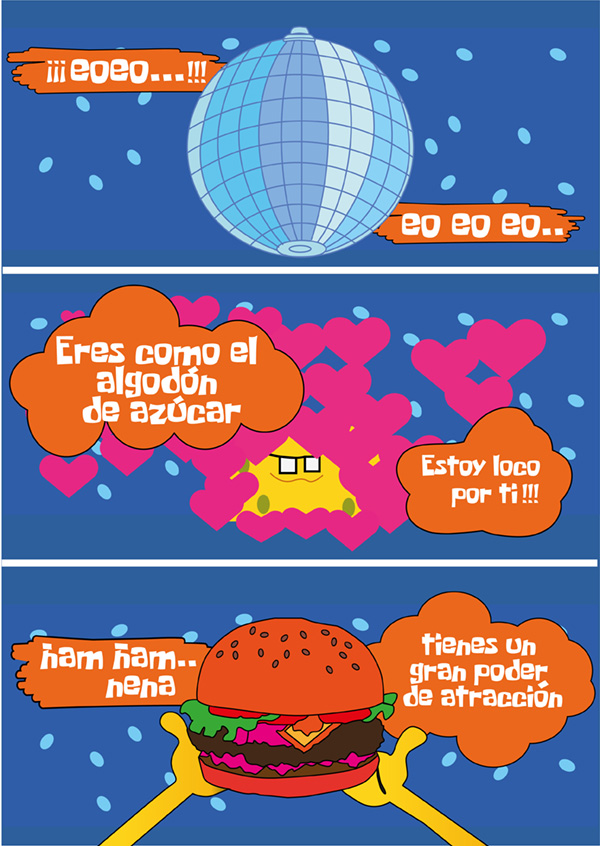 ¡¡¡eoeo...!!!
eo eo eo..
Eres como el
algodón
de azúcar
Estoy loco
por ti !!!
ñam ñam..
nena
tienes un
gran poder
de atracción